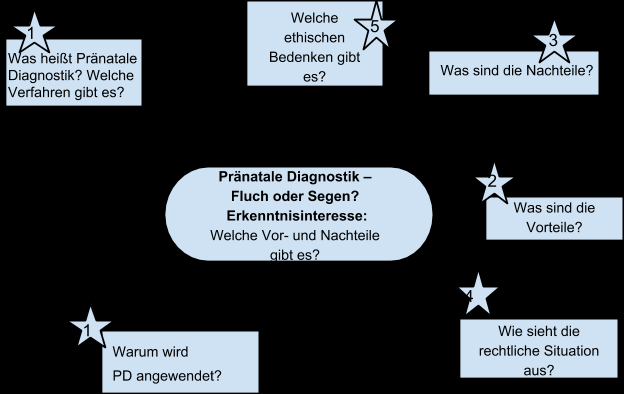 1
Was heißt Pränatale
Diagnostik? Welche
Verfahren gibt es?
5
Welche
ethischen
Bedenken gibt
es?
3
Was sind die Nachteile?
Pränatale Diagnostik –
Fluch oder Segen?
Erkenntnisinteresse:
Welche Vor- und Nachteile
gibt es?
2
Was sind die
Vorteile?
1
Warum wird
PD angewendet?
4
Wie sieht die
rechtliche Situation
aus?